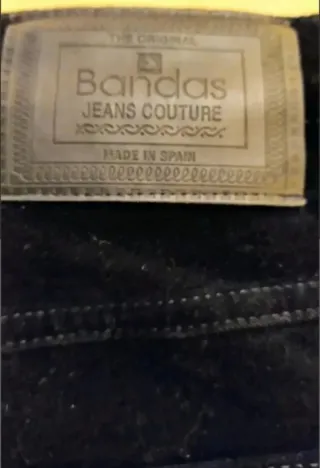 THE ORIGINAL
Bandas
JEANS COUTURE
MADE IN SPAIN